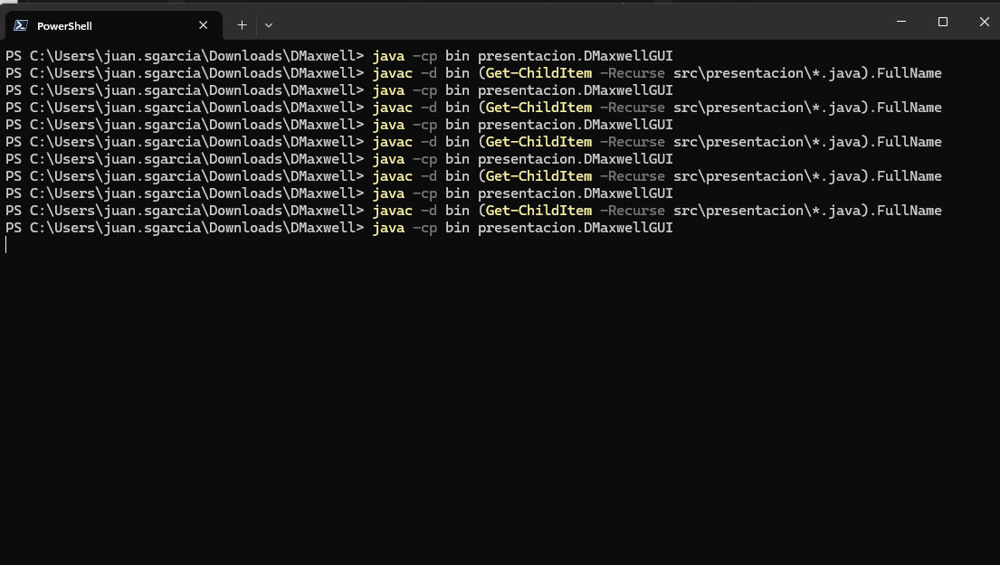 PowerShell
PS C:\Users\juan.sgarcia\Downloads\DMaxwell> java -cp bin presentacion.DMaxwellGUI
PS C:\Users\juan.sgarcia\Downloads\DMaxwell> javac -d bin (Get-ChildItem -Recurse src\presentacion\*.java).FullName
PS C:\Users\juan.sgarcia\Downloads\DMaxwell> java -cp bin presentacion.DMaxwellGUI
PS C:\Users\juan.sgarcia\Downloads\DMaxwell> javac -d bin (Get-ChildItem -Recurse src\presentacion\*.java).FullName
PS C:\Users\juan.sgarcia\Downloads\DMaxwell> java -cp bin presentacion.DMaxwellGUI
PS C:\Users\juan.sgarcia\Downloads\DMaxwell> javac -d bin (Get-ChildItem -Recurse src\presentacion\*.java).FullName
PS C:\Users\juan.sgarcia\Downloads\DMaxwell> java -cp bin presentacion.DMaxwellGUI
PS C:\Users\juan.sgarcia\Downloads\DMaxwell> javac -d bin (Get-ChildItem -Recurse src\presentacion\*.java).FullName
PS C:\Users\juan.sgarcia\Downloads\DMaxwell> java -cp bin presentacion.DMaxwellGUI
PS C:\Users\juan.sgarcia\Downloads\DMaxwell> javac -d bin (Get-ChildItem -Recurse src\presentacion\*.java).FullName
PS C:\Users\juan.sgarcia\Downloads\DMaxwell> java -cp bin presentacion.DMaxwellGUI